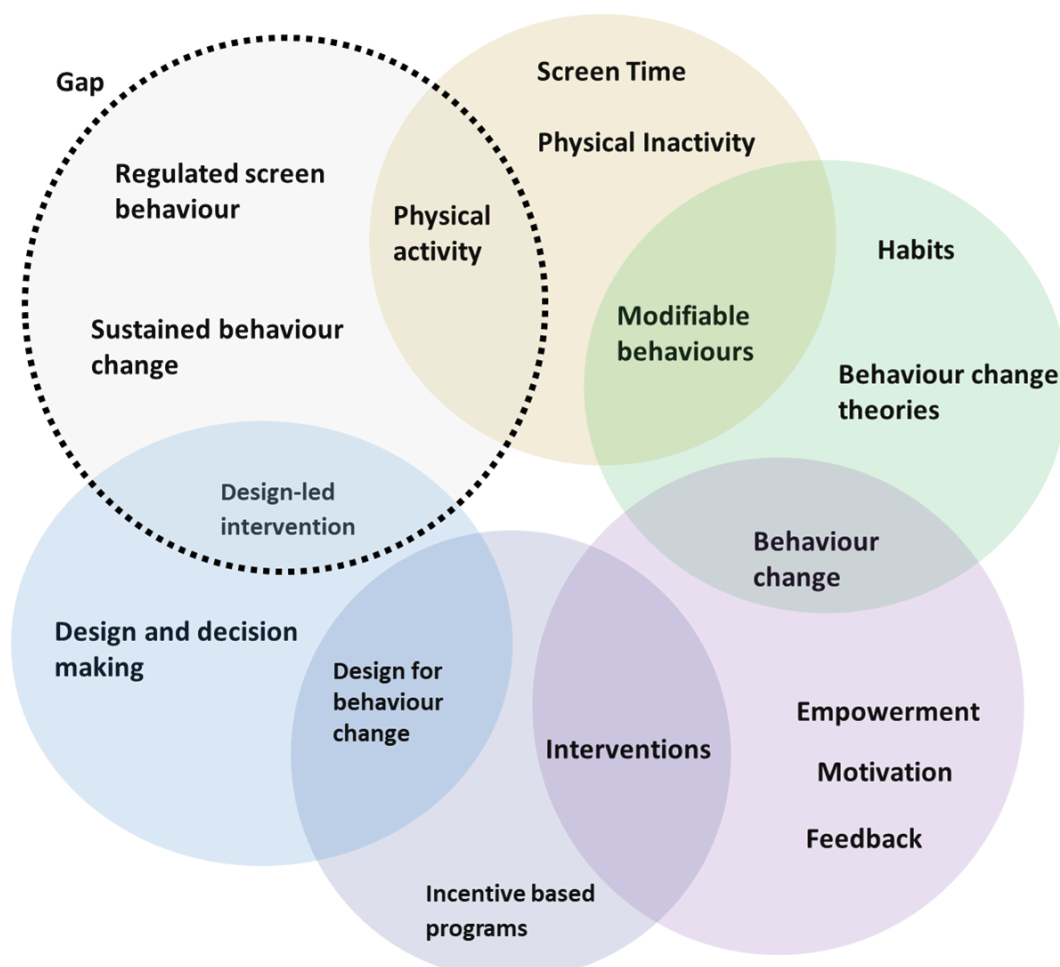 Gap
Screen Time
Physical Inactivity
Regulated screen
behaviour
Physical
activity
Habits
Sustained behaviour
change
Modifiable
behaviours
Behaviour change
theories
Design-led
intervention
Behaviour
change
Design and decision
making
Design for
behaviour
change
Interventions
Empowerment
Motivation
Feedback
Incentive based
programs